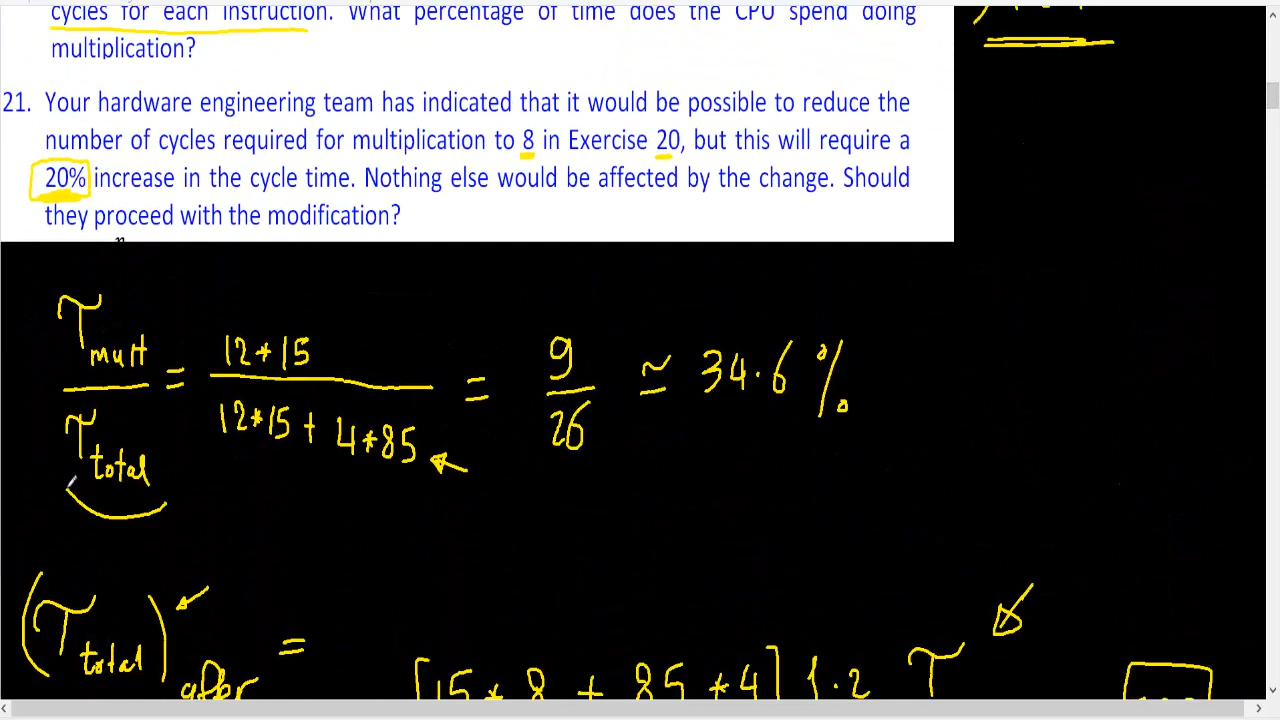 cycles for each instruction. What percentage of time does the CPU spend doing
multiplication?
21. Your hardware engineering team has indicated that it would be possible to reduce the
number of cycles required for multiplication to 8 in Exercise 20, but this will require a
20% increase in the cycle time. Nothing else would be affected by the change. Should
they proceed with the modification?
T mult / T total = 12*15 / 12*15 + 4*85 = 9/26 ≃ 34.6 %
(T total) after = [15 * 8 + 85 * 4] 1.2 T